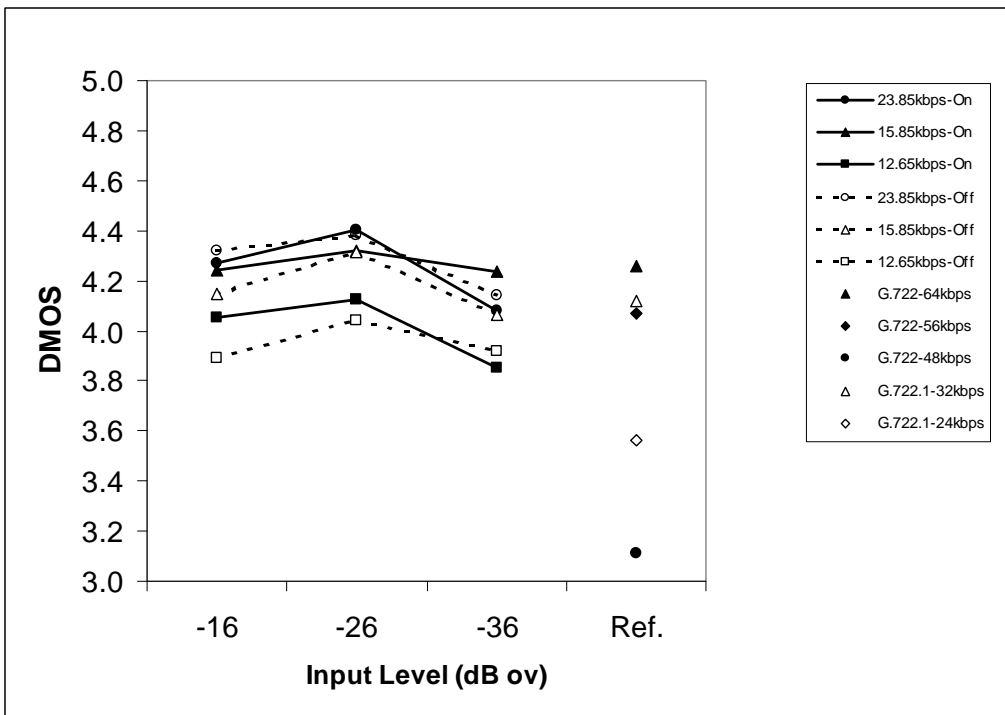 5.0
4.8
4.6
4.4
4.2
4.0
3.8
3.6
3.4
3.2
3.0
DMOS
-16 -26 -36 Ref.
Input Level (dB ov)
23.85kbps-On
15.85kbps-On
12.65kbps-On
23.85kbps-Off
15.85kbps-Off
12.65kbps-Off
G.722-64kbps
G.722-56kbps
G.722-48kbps
G.722.1-32kbps
G.722.1-24kbps